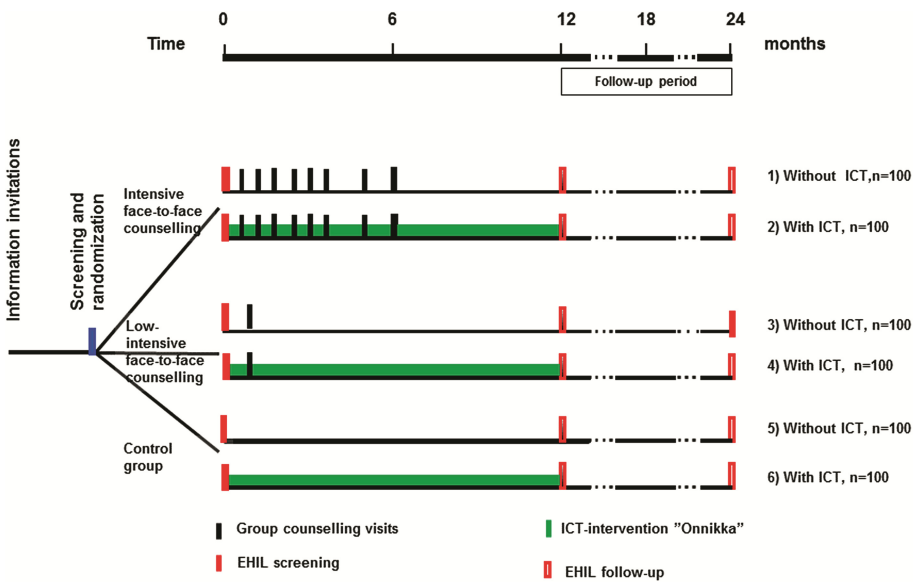 0 6 12 18 24
Time months
Follow-up period
Information invitations
Screening and
randomization
Intensive
face-to-face
counselling
1) Without ICT,n=100
2) With ICT, n=100
Low-
intensive
face-to-face
counselling
3) Without ICT, n=100
4) With ICT, n=100
Control
group
5) Without ICT, n=100
6) With ICT, n=100
Group counselling visits
ICT-intervention ”Onnikka”
EHIL screening
EHIL follow-up